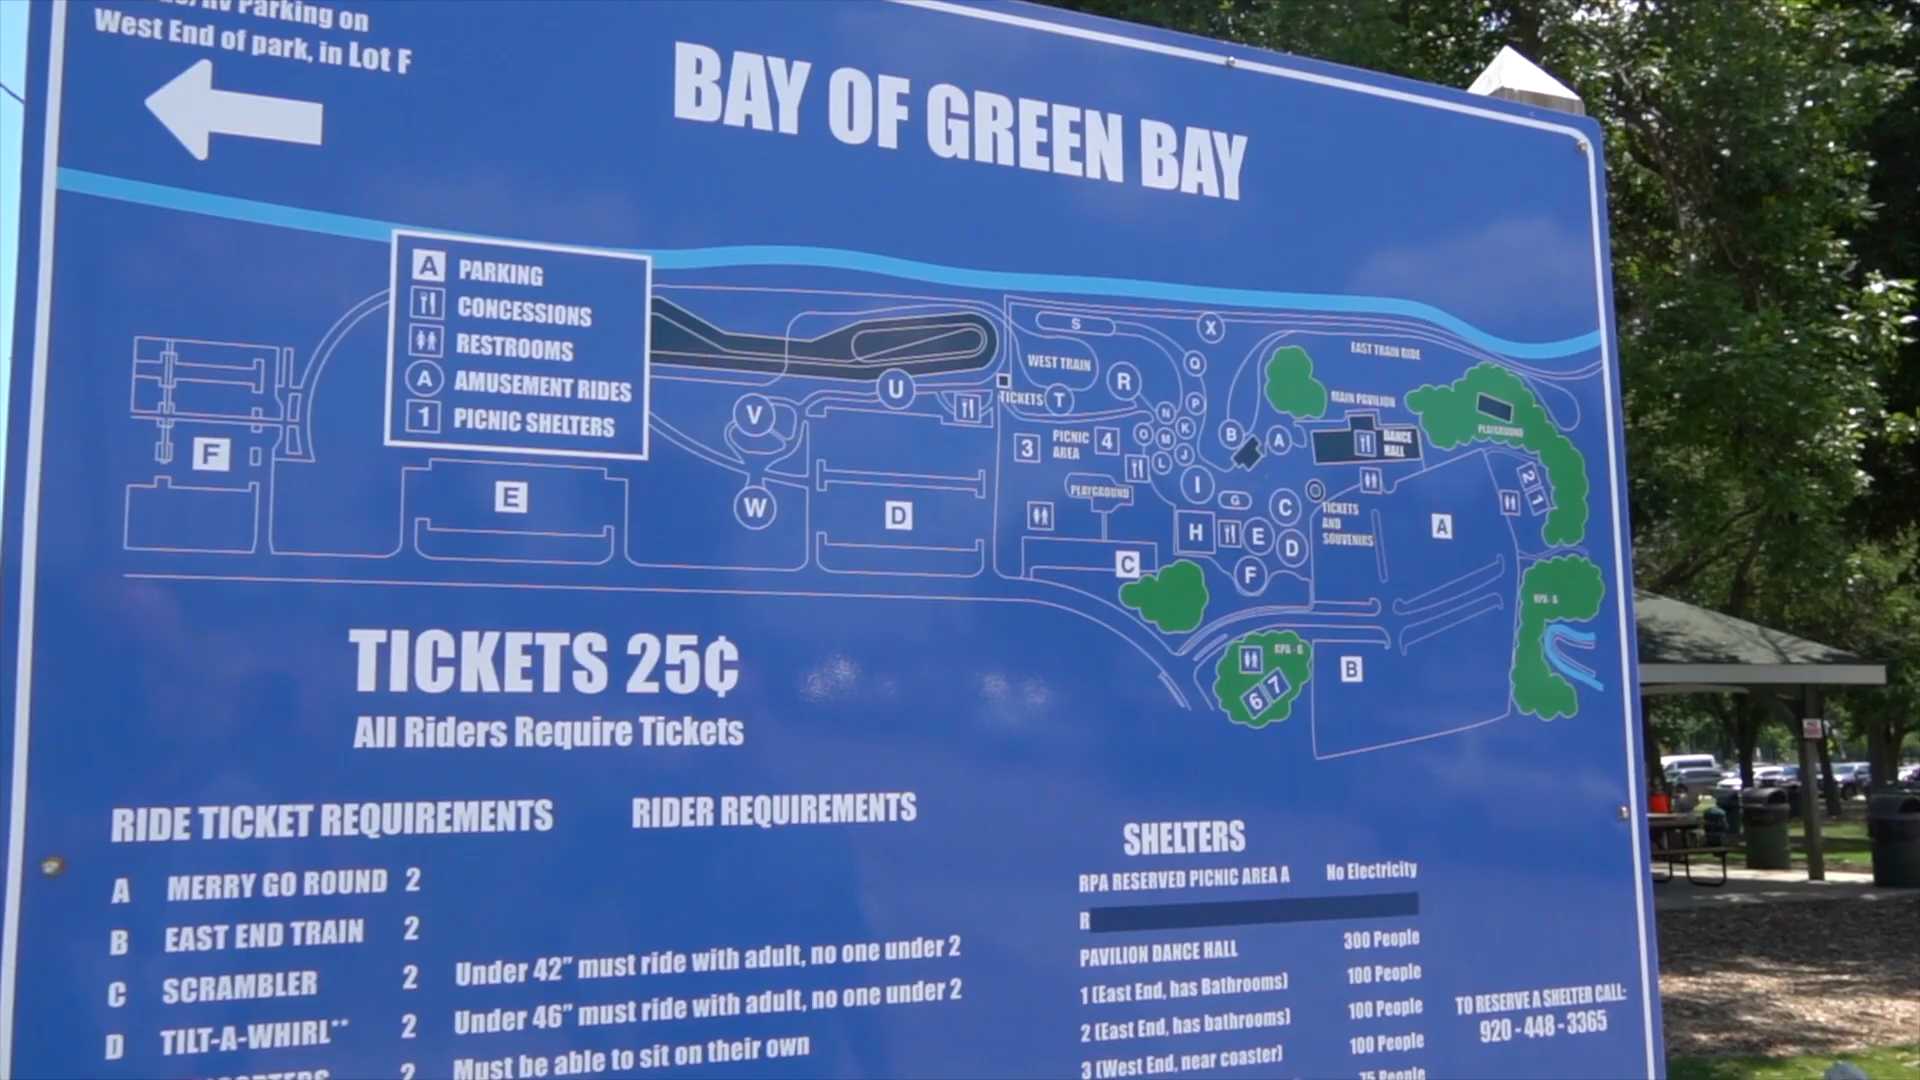 Parking on
West End of park, in Lot F
BAY OF GREEN BAY
A PARKING
CONCESSIONS
RESTROOMS
A AMUSEMENT RIDES
1 PICNIC SHELTERS
F
E
V
W
U
D
S
X
WEST TRAIN
R
Q
TICKETS T
P
N
O
M
K
L
J
3
PICNIC
AREA
4
PLAYGROUND
I
H
G
C
E
D
F
C
B
A
EAST TRAIN RIDE
MAIN PAVILION
DANCE
HALL
PLAYGROUND
2
1
TICKETS
AND
SOUVENIRS
A
B
6
7
TICKETS 25¢
All Riders Require Tickets
RIDE TICKET REQUIREMENTS
RIDER REQUIREMENTS
A MERRY GO ROUND 2
B EAST END TRAIN 2
C SCRAMBLER 2 Under 42” must ride with adult, no one under 2
D TILT-A-WHIRL** 2 Under 46” must ride with adult, no one under 2
2 Must be able to sit on their own
SHELTERS
RPA RESERVED PICNIC AREA A No Electricity
R
PAVILION DANCE HALL 300 People
1 (East End, has Bathrooms) 100 People
2 (East End, has bathrooms) 100 People
3 (West End, near coaster) 100 People
75 People
TO RESERVE A SHELTER CALL:
920 - 448 - 3365